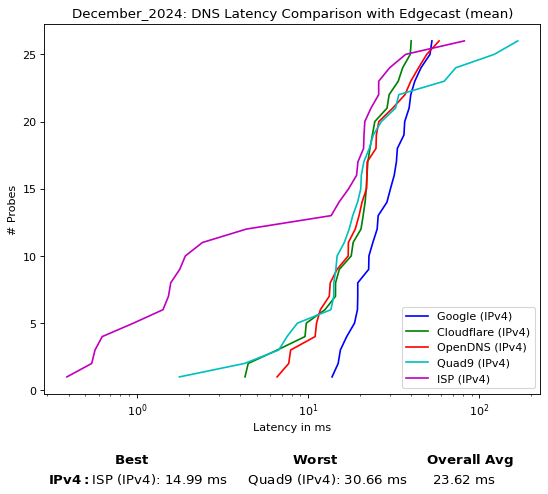 December_2024: DNS Latency Comparison with Edgecast (mean)
# Probes
25
20
15
10
5
0
Google (IPv4)
Cloudflare (IPv4)
OpenDNS (IPv4)
Quad9 (IPv4)
ISP (IPv4)
10⁰ 10¹ 10²
Latency in ms
Best Worst Overall Avg
IPv4: ISP (IPv4): 14.99 ms Quad9 (IPv4): 30.66 ms 23.62 ms